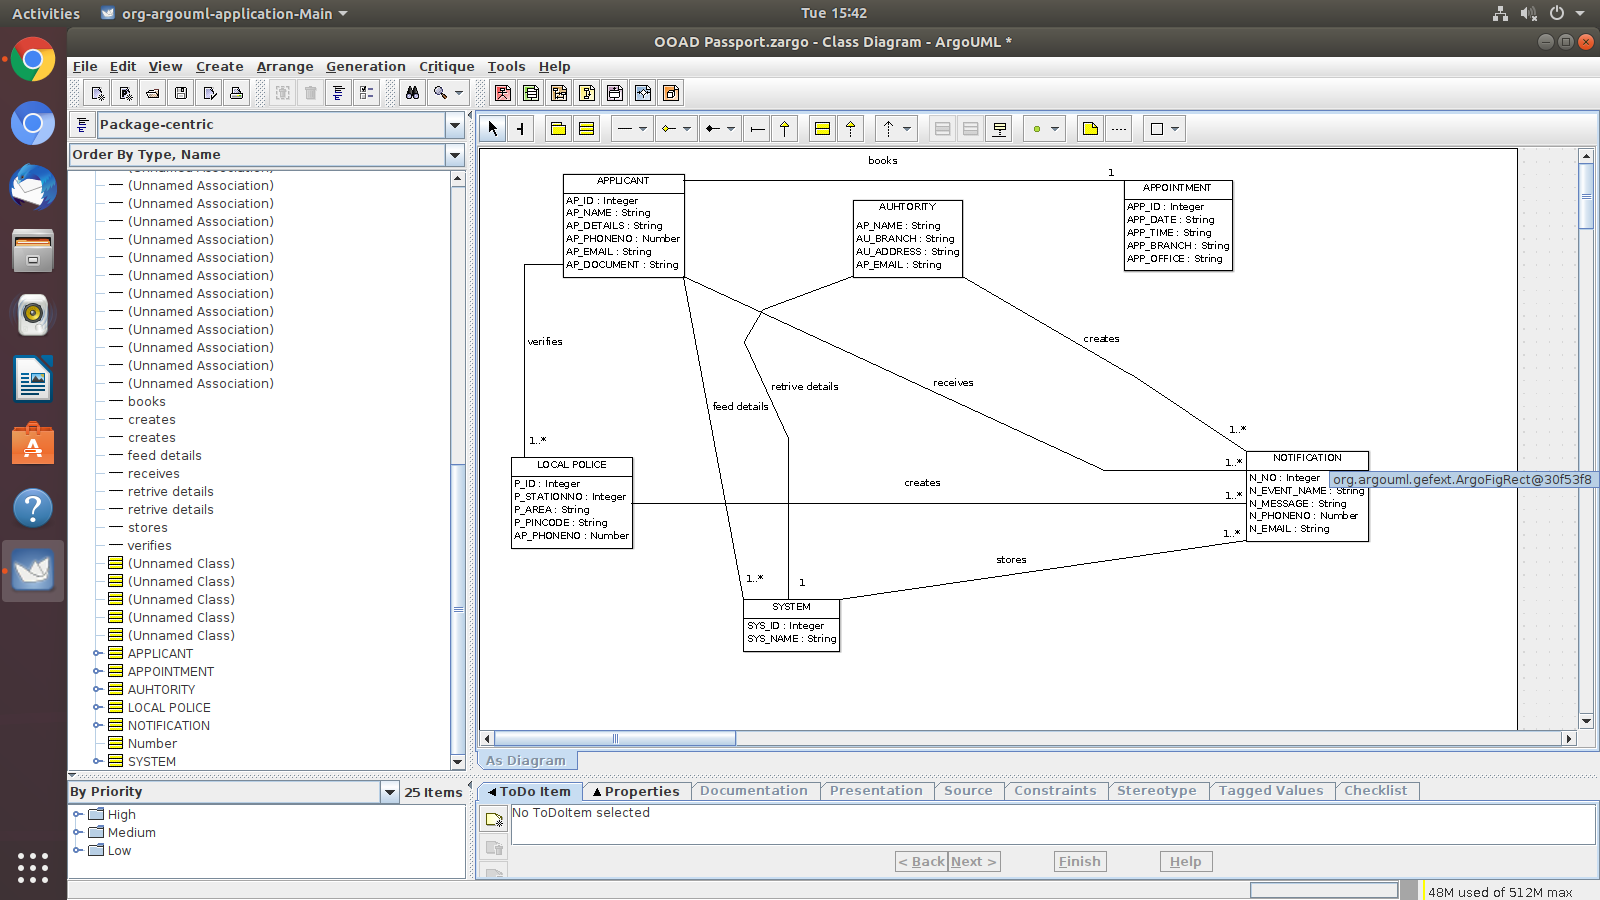 Activities
org-argouml-application-Main
Tue 15:42
OOAD Passport.zargo - Class Diagram - ArgoUML *
File Edit View Create Arrange Generation Critique Tools Help
Package-centric
Order By Type, Name
(Unnamed Association)
(Unnamed Association)
(Unnamed Association)
(Unnamed Association)
(Unnamed Association)
(Unnamed Association)
(Unnamed Association)
(Unnamed Association)
(Unnamed Association)
(Unnamed Association)
(Unnamed Association)
(Unnamed Association)
(Unnamed Association)
books
creates
creates
feed details
receives
retrive details
retrive details
stores
verifies
(Unnamed Class)
(Unnamed Class)
(Unnamed Class)
(Unnamed Class)
(Unnamed Class)
APPLICANT
APPOINTMENT
AUHTORITY
LOCAL POLICE
NOTIFICATION
Number
SYSTEM
books
1
APPLICANT
AP_ID : Integer
AP_NAME : String
AP_DETAILS : String
AP_PHONENO : Number
AP_EMAIL : String
AP_DOCUMENT : String
AUHTORITY
AP_NAME : String
AU_BRANCH : String
AU_ADDRESS : String
AP_EMAIL : String
APPOINTMENT
APP_ID : Integer
APP_DATE : String
APP_TIME : String
APP_BRANCH : String
APP_OFFICE : String
verifies
creates
receives
retrive details
feed details
1..*
1..*
LOCAL POLICE
P_ID : Integer
P_STATIONNO : Integer
P_AREA : String
P_PINCODE : String
AP_PHONENO : Number
creates
1..*
1..*
1..*
NOTIFICATION
N_NO : Integer
org.argouml.gefext.ArgoFigRect@30f53f8
N_EVENT_NAME : String
N_MESSAGE : String
N_PHONENO : Number
N_EMAIL : String
stores
1..*
1
SYSTEM
SYS_ID : Integer
SYS_NAME : String
As Diagram
By Priority
25 Items
High
Medium
Low
ToDo Item
Properties
Documentation
Presentation
Source
Constraints
Stereotype
Tagged Values
Checklist
No ToDoItem selected
< Back Next > Finish Help
48M used of 512M max